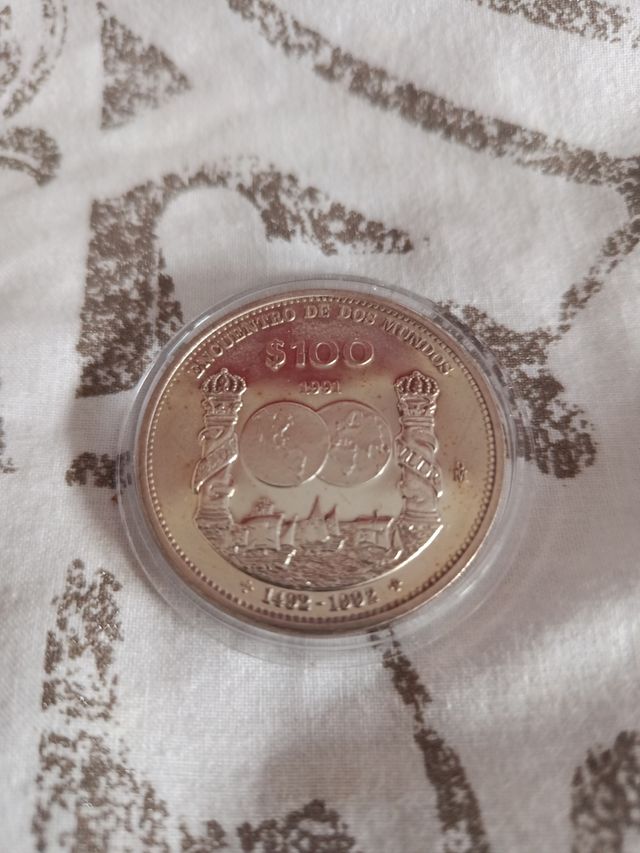 ENCUENTRO DE DOS MUNDOS
$100
1991
1492 - 1992